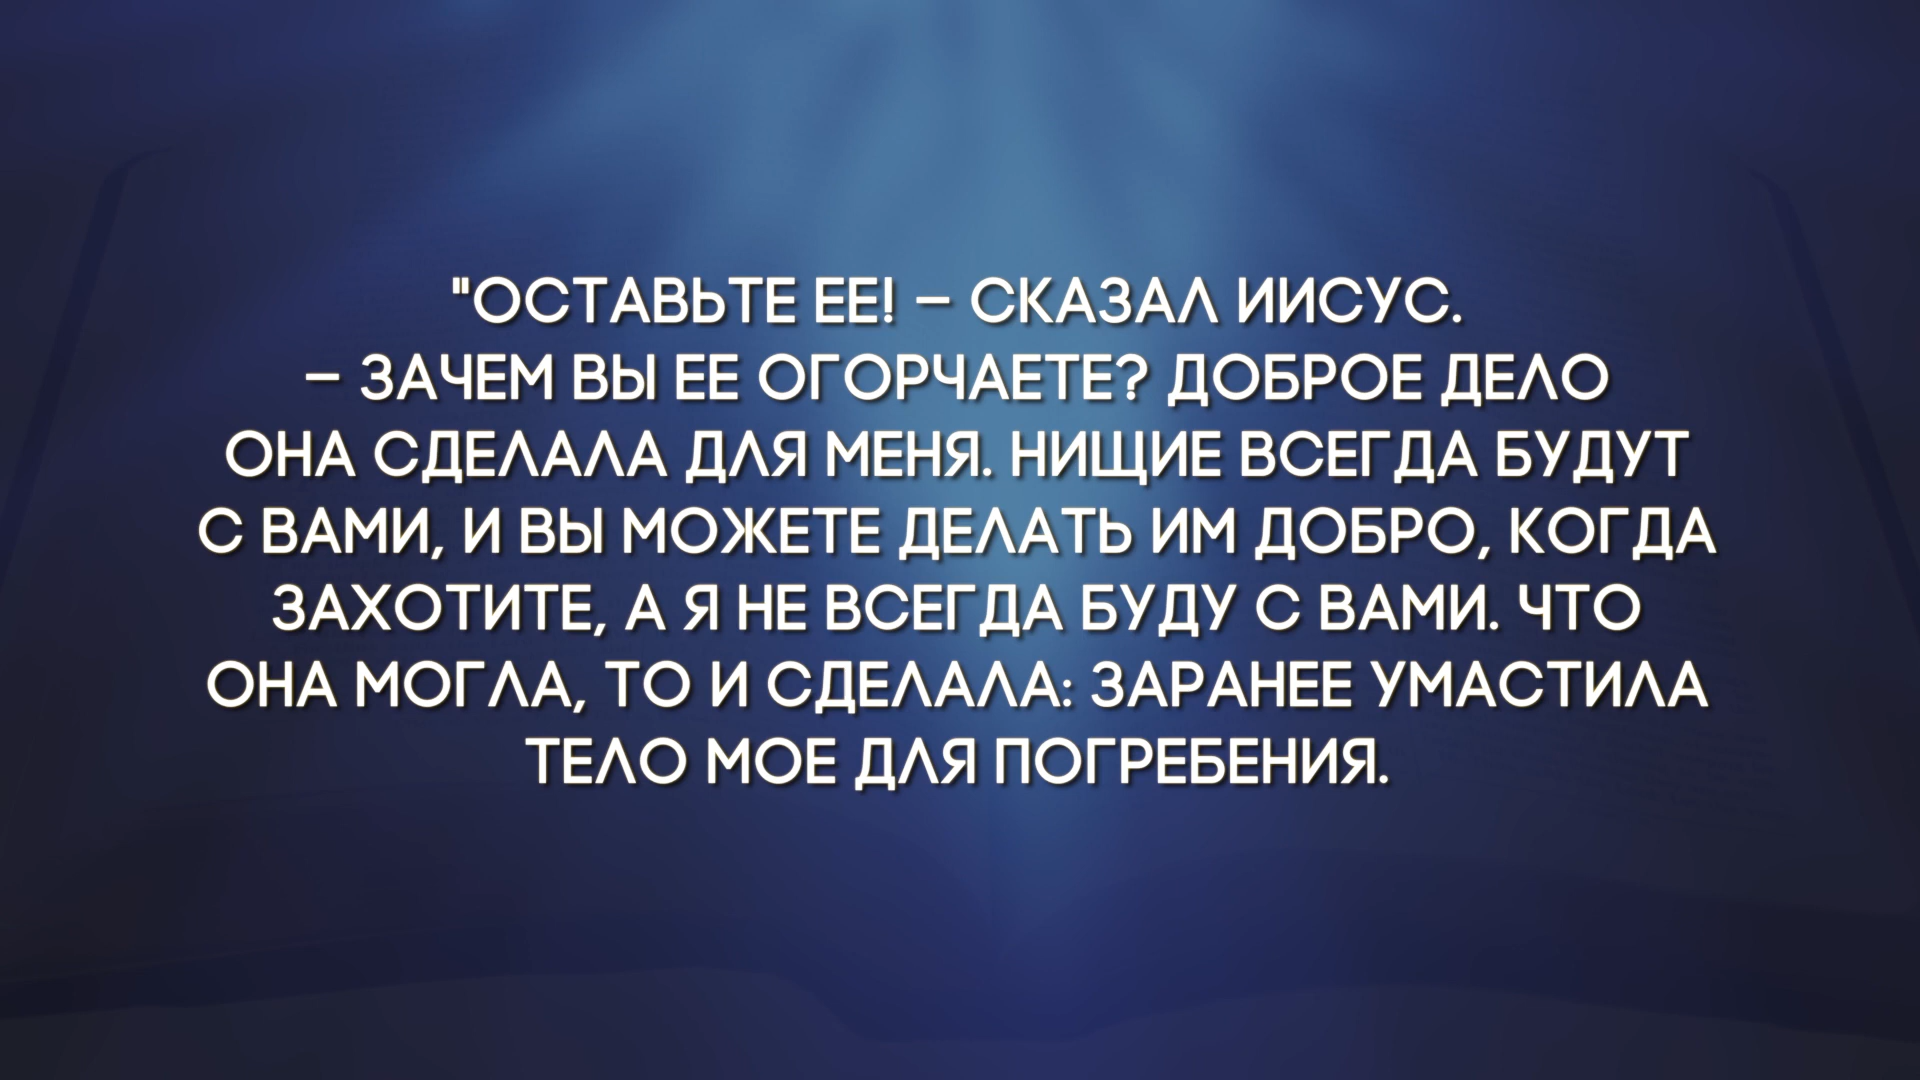 "ОСТАВЬТЕ ЕЕ! – СКАЗАЛ ИИСУС.
– ЗАЧЕМ ВЫ ЕЕ ОГОРЧАЕТЕ? ДОБРОЕ ДЕЛО
ОНА СДЕЛАЛА ДЛЯ МЕНЯ. НИЩИЕ ВСЕГДА БУДУТ
С ВАМИ, И ВЫ МОЖЕТЕ ДЕЛАТЬ ИМ ДОБРО, КОГДА
ЗАХОТИТЕ, А Я НЕ ВСЕГДА БУДУ С ВАМИ. ЧТО
ОНА МОГЛА, ТО И СДЕЛАЛА: ЗАРАНЕЕ УМАСТИЛА
ТЕЛО МОЕ ДЛЯ ПОГРЕБЕНИЯ.